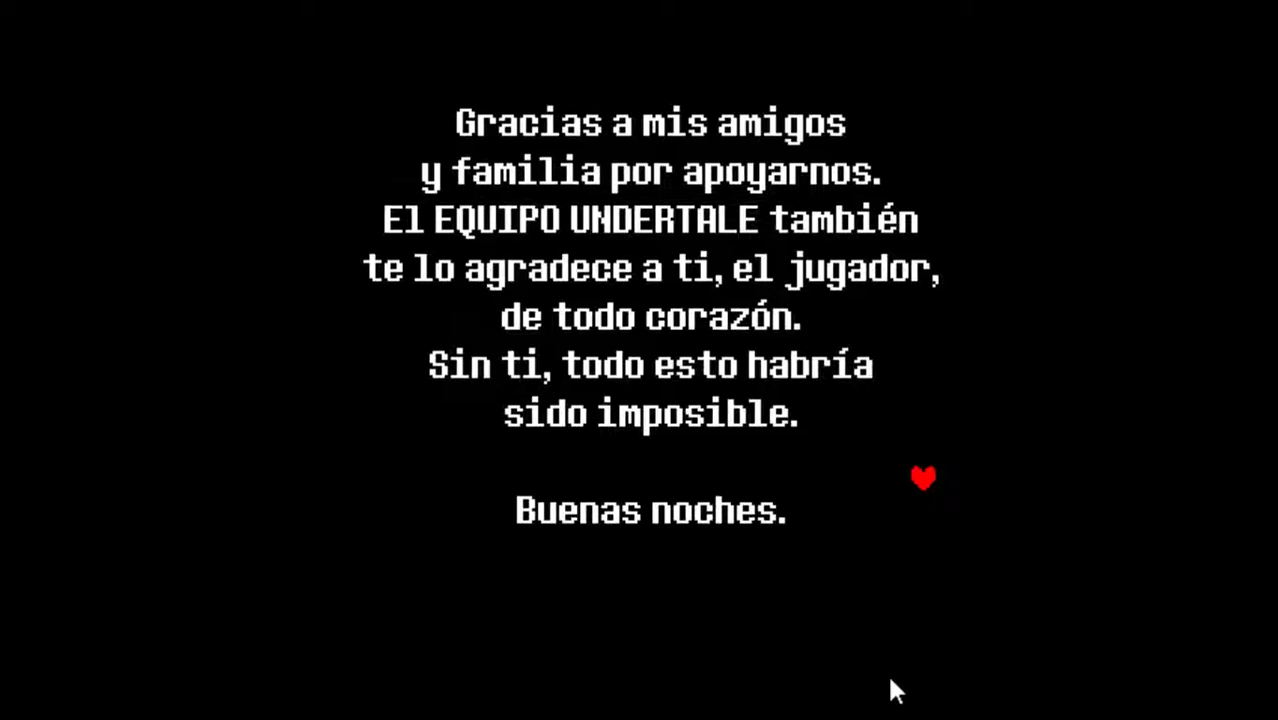 Gracias a mis amigos
y familia por apoyarnos.
El EQUIPO UNDERTALE también
te lo agradece a ti, el jugador,
de todo corazón.
Sin ti, todo esto habría
sido imposible.
Buenas noches.